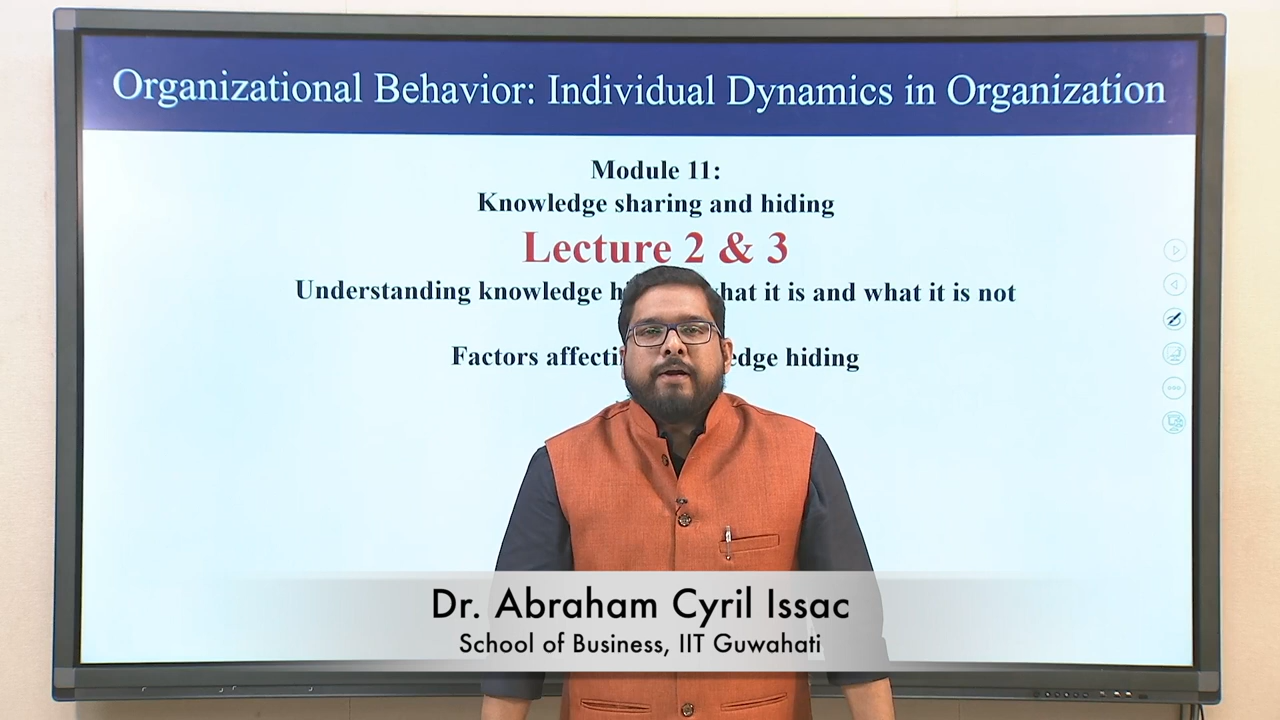 Organizational Behavior: Individual Dynamics in Organization
Module 11:
Knowledge sharing and hiding
Lecture 2 & 3
Understanding knowledge h hat it is and what it is not
Factors affecti edge hiding
Dr. Abraham Cyril Issac
School of Business, IIT Guwahati